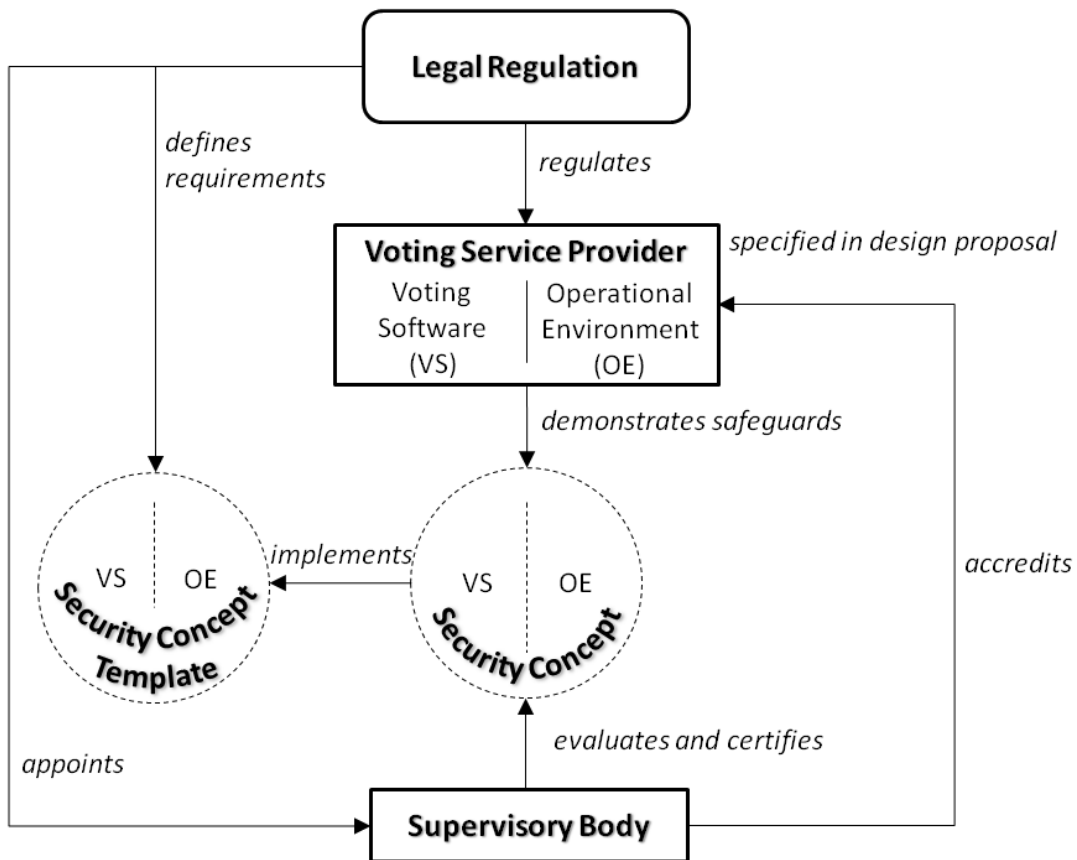 Legal Regulation
defines
requirements
regulates
Voting Service Provider
specified in design proposal
Voting
Software
(VS)
Operational
Environment
(OE)
demonstrates safeguards
VS
OE
Security Concept
Template
implements
VS
OE
Security Concept
accredits
evaluates and certifies
appoints
Supervisory Body